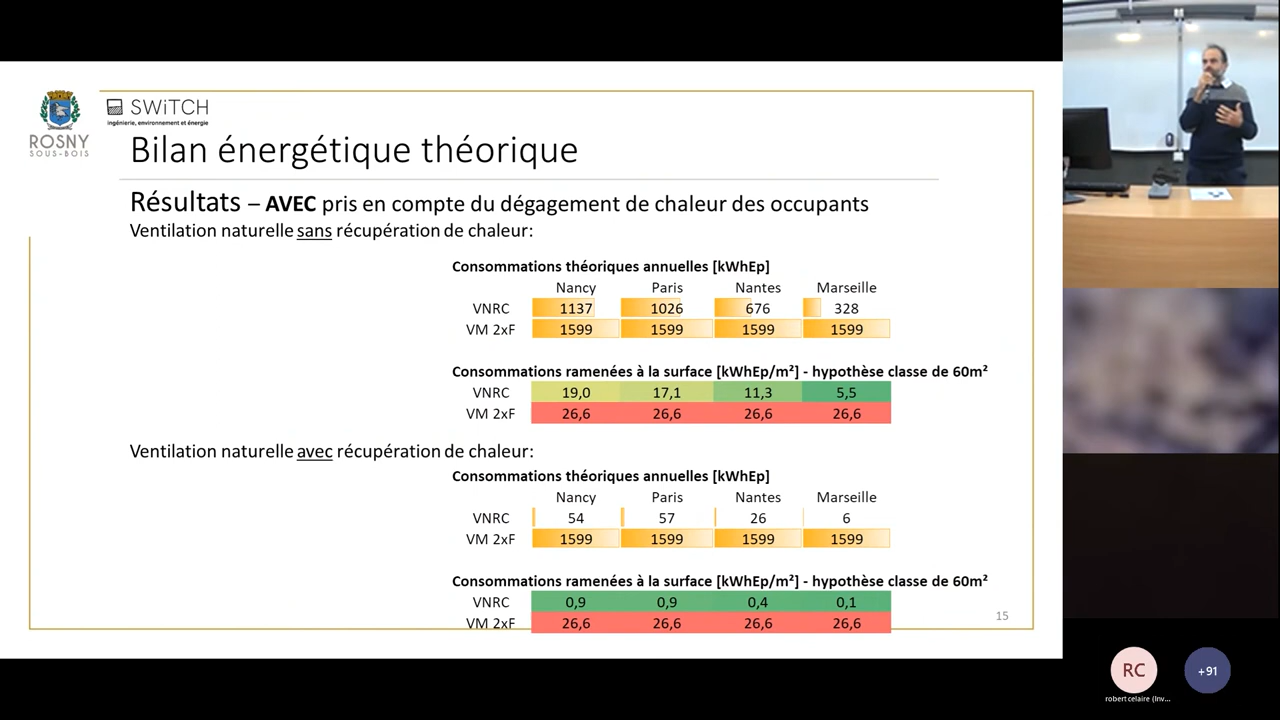 ROSNY
SOUS-BOIS
SWiTCH
ingénierie, environnement et énergie
Bilan énergétique théorique
Résultats – AVEC pris en compte du dégagement de chaleur des occupants
Ventilation naturelle sans récupération de chaleur:
Consommations théoriques annuelles [kWhEp]
Nancy Paris Nantes Marseille
VNRC 1137 1026 676 328
VM 2xF 1599 1599 1599 1599
Consommations ramenées à la surface [kWhEp/m²] - hypothèse classe de 60m²
VNRC 19,0 17,1 11,3 5,5
VM 2xF 26,6 26,6 26,6 26,6
Ventilation naturelle avec récupération de chaleur:
Consommations théoriques annuelles [kWhEp]
Nancy Paris Nantes Marseille
VNRC 54 57 26 6
VM 2xF 1599 1599 1599 1599
Consommations ramenées à la surface [kWhEp/m²] - hypothèse classe de 60m²
VNRC 0,9 0,9 0,4 0,1
VM 2xF 26,6 26,6 26,6 26,6
15
RC
+91
robert celaire (Inv...